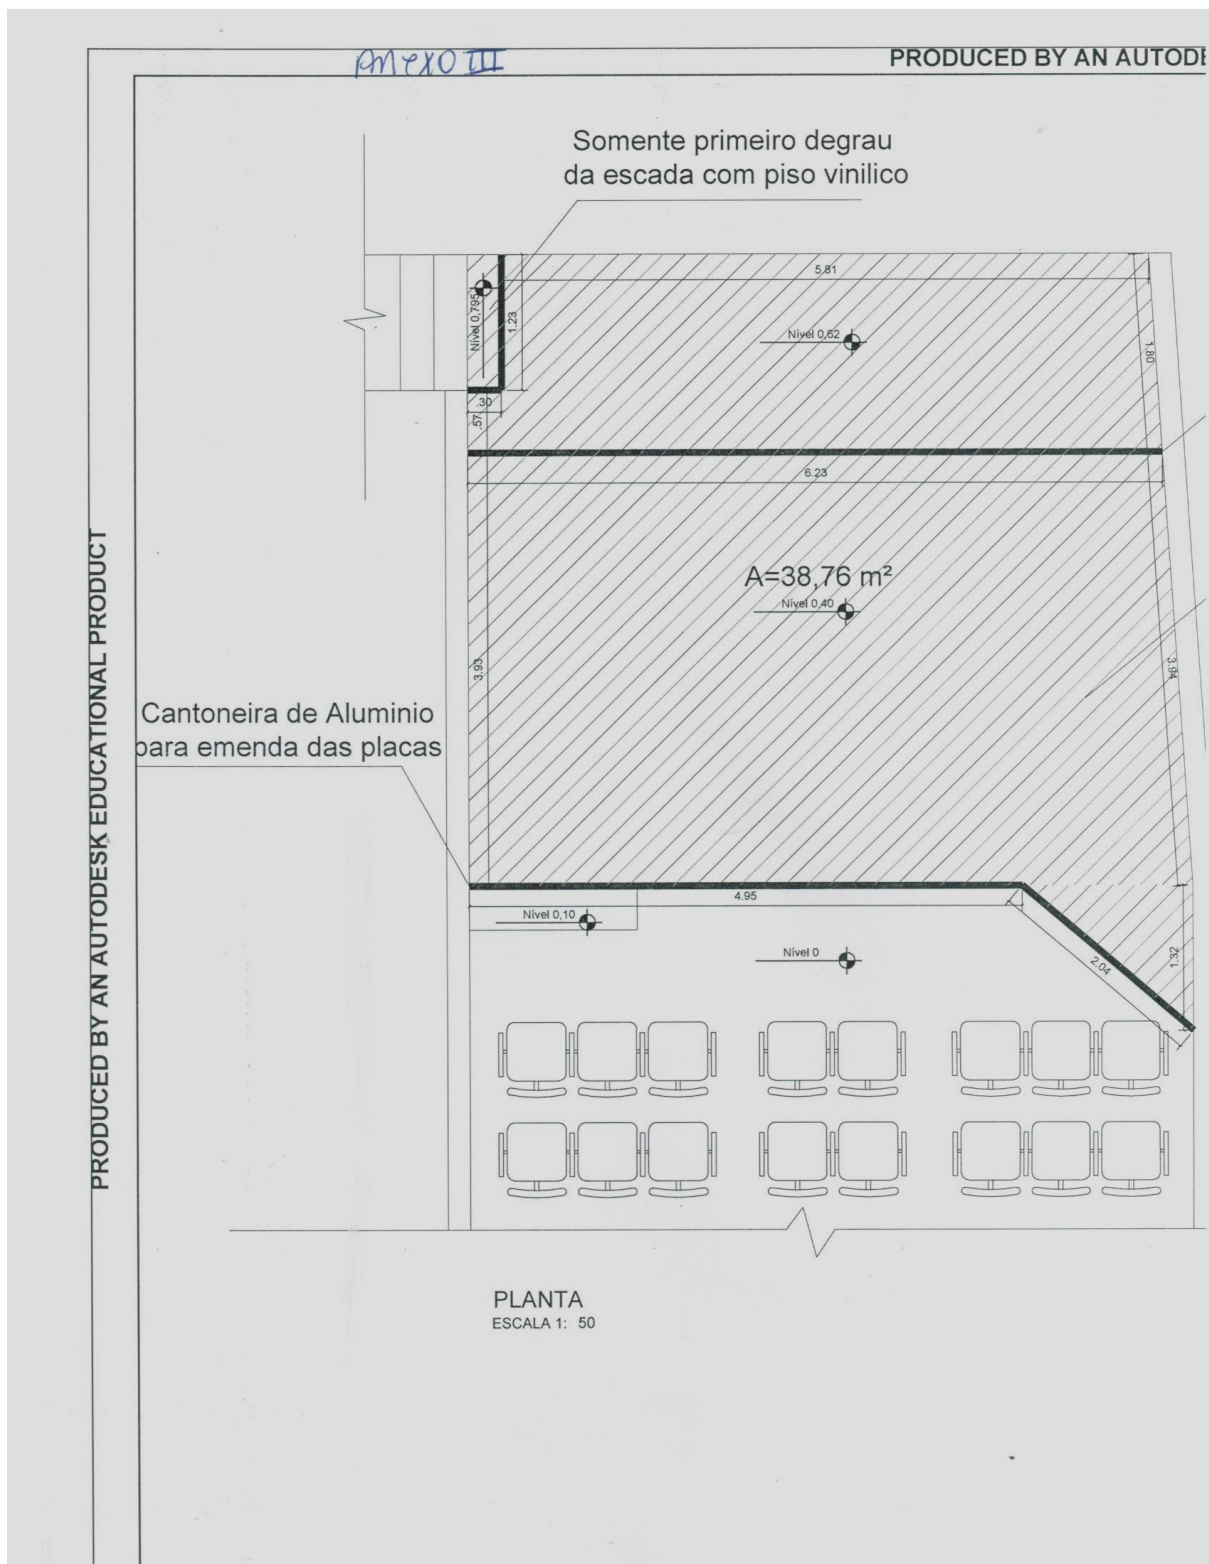 ANEXO III
PRODUCED BY AN AUTODE
Somente primeiro degrau
da escada com piso vinilico
5.81
Nível 0,795
1.23
Nível 0,62
1.80
.30
.57
6.23
A=38,76 m²
Nível 0,40
3.93
3.94
Cantoneira de Aluminio
para emenda das placas
4.95
Nível 0,10
Nível 0
2.04
1.32
PRODUCED BY AN AUTODESK EDUCATIONAL PRODUCT
PLANTA
ESCALA 1: 50